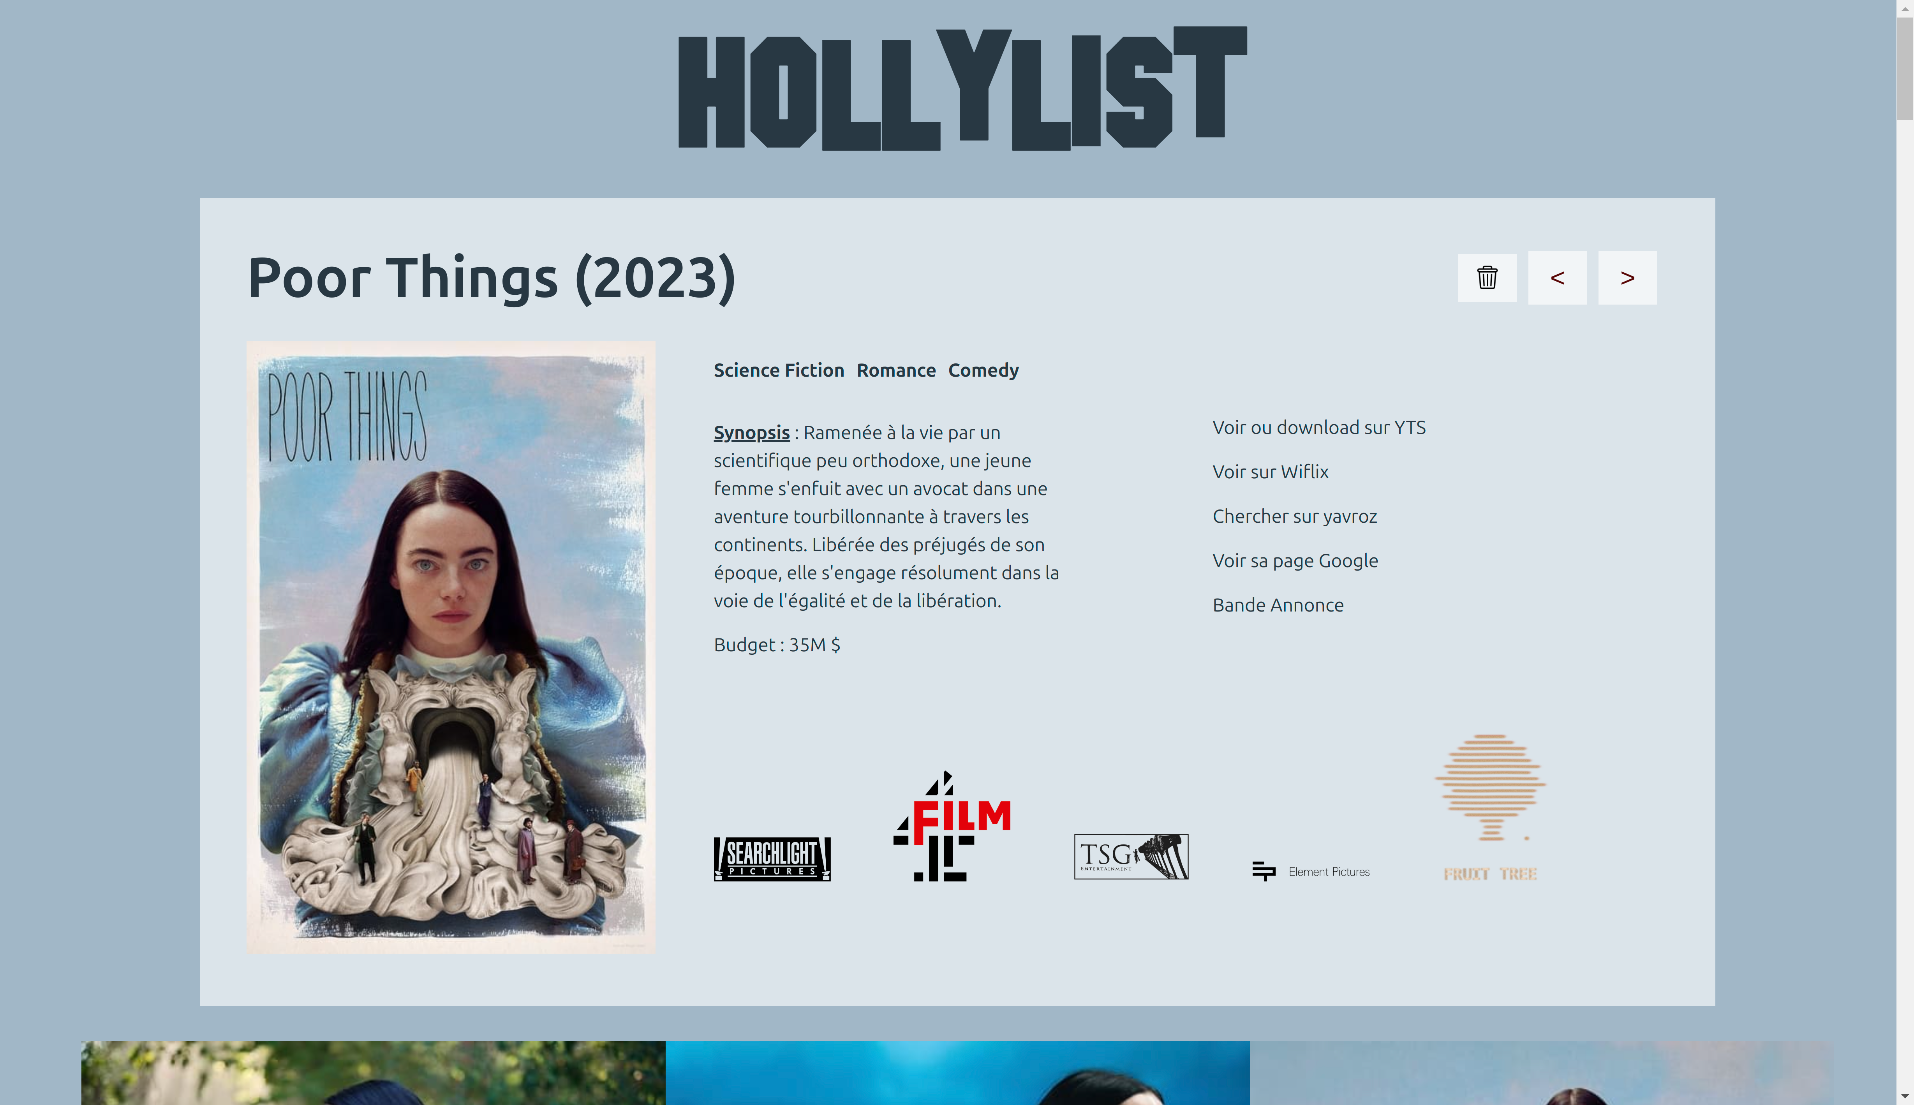 HOLLYLIST
Poor Things (2023)
<
>
POOR THINGS
Science Fiction Romance Comedy
Synopsis : Ramenée à la vie par un
scientifique peu orthodoxe, une jeune
femme s'enfuit avec un avocat dans une
aventure tourbillonnante à travers les
continents. Libérée des préjugés de son
époque, elle s'engage résolument dans la
voie de l'égalité et de la libération.
Budget : 35M $
Voir ou download sur YTS
Voir sur Wiflix
Chercher sur yavroz
Voir sa page Google
Bande Annonce
SEARCHLIGHT
PICTURES
FILM
4
TSG
ENTERTAINMENT
Element Pictures
FRUIT TREE